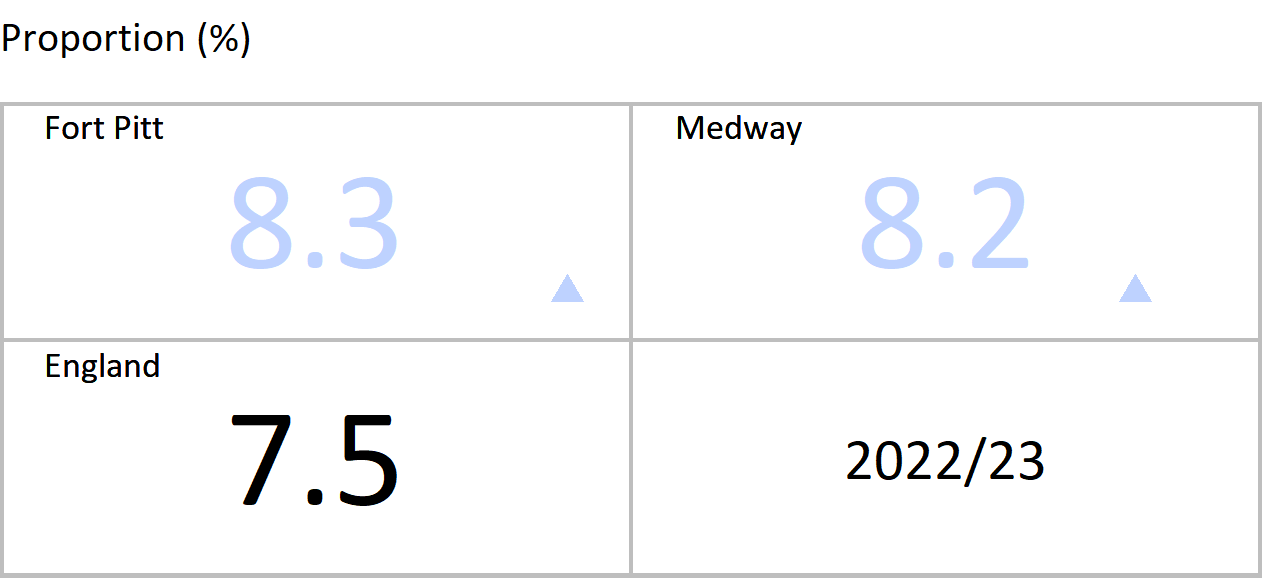 Proportion (%)
Fort Pitt
8.3
Medway
8.2
England
7.5
2022/23